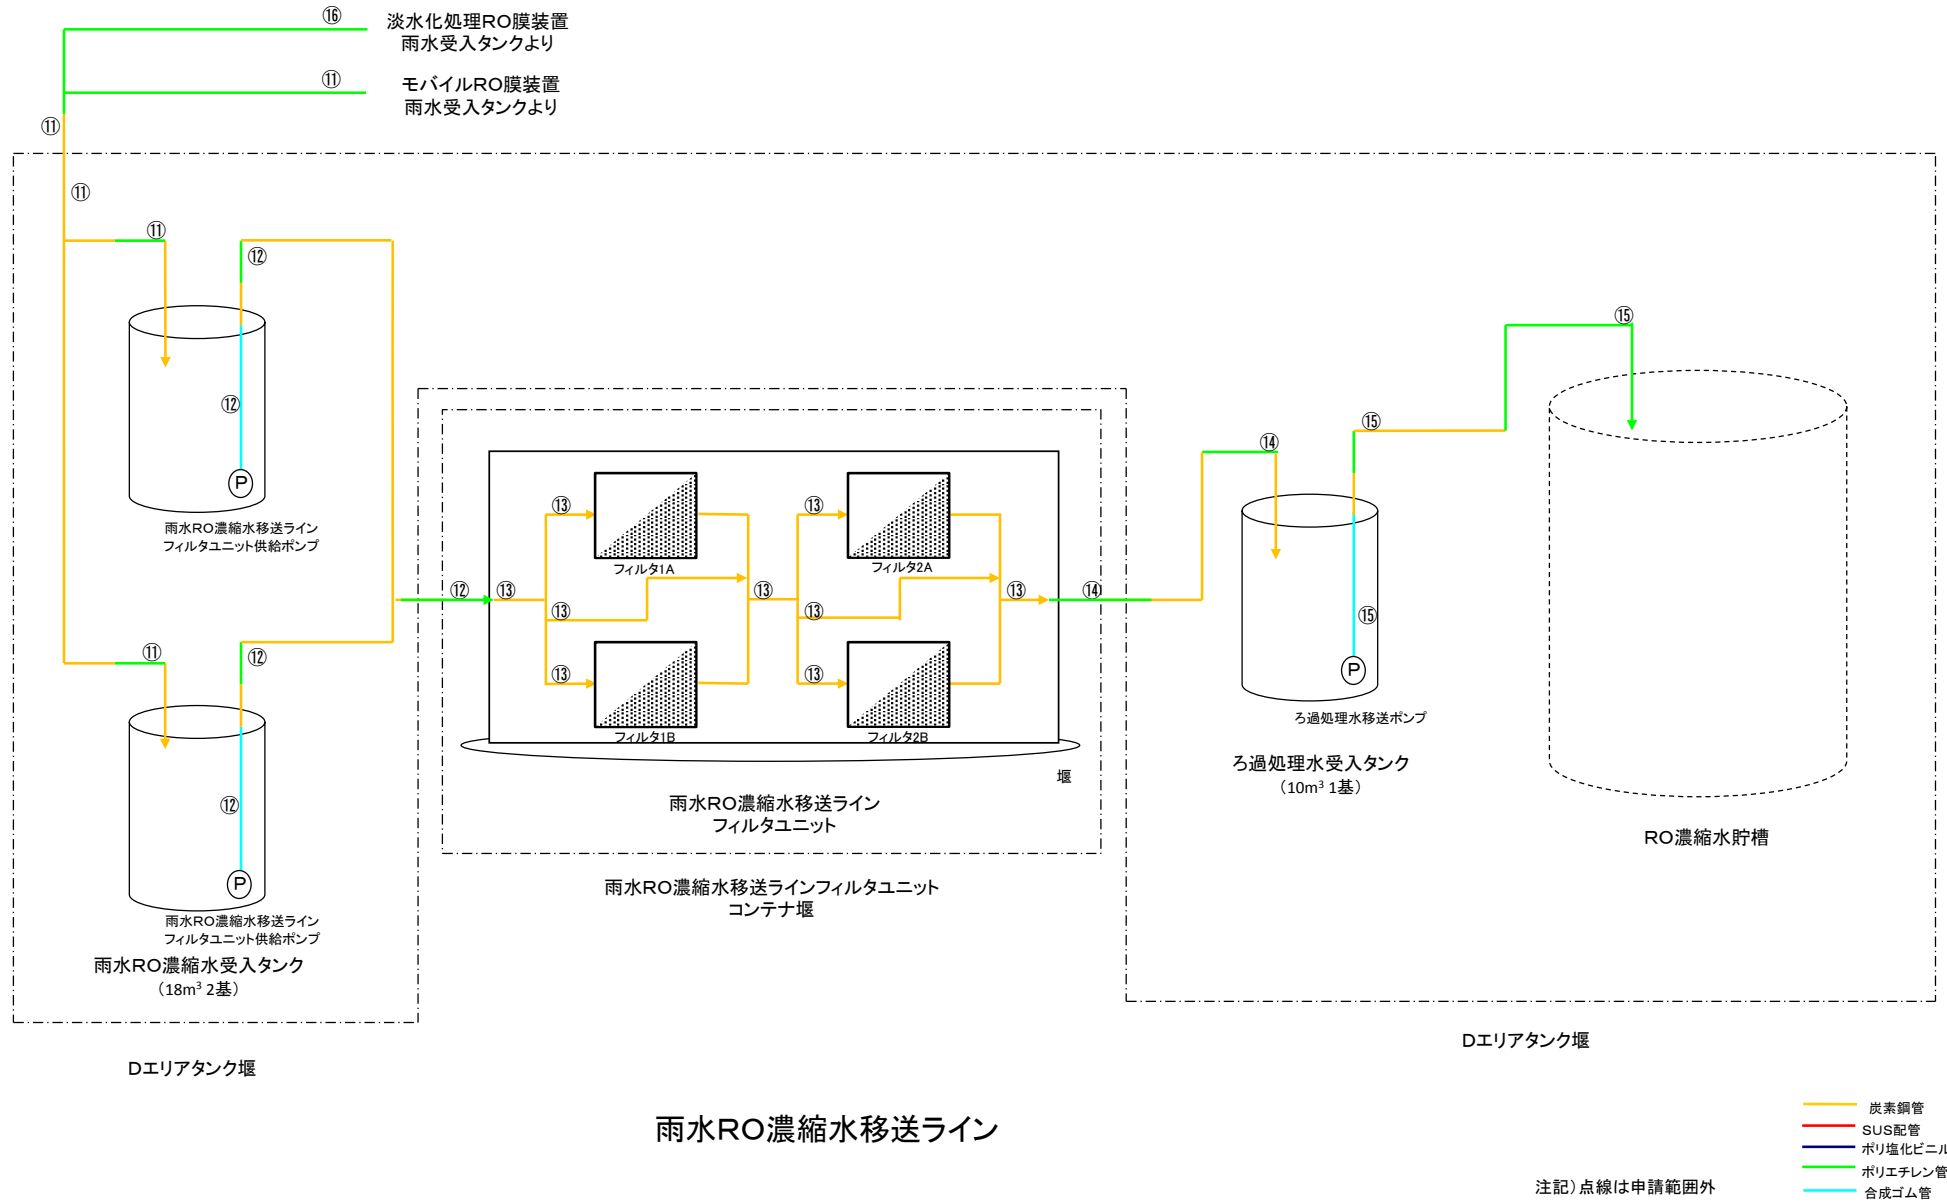 ⑯
淡水化処理RO膜装置
雨水受入タンクより
⑪
モバイルRO膜装置
雨水受入タンクより
⑪
⑪
⑪
⑫
⑫
P
雨水RO濃縮水移送ライン
フィルタユニット供給ポンプ
⑪
⑫
⑫
P
雨水RO濃縮水移送ライン
フィルタユニット供給ポンプ
雨水RO濃縮水受入タンク
（18m³ 2基）
Dエリアタンク堰
⑫
⑬
⑬
フィルタ1A
⑬
⑬
フィルタ1B
⑬
⑬
フィルタ2A
⑬
⑬
フィルタ2B
⑬
堰
雨水RO濃縮水移送ライン
フィルタユニット
雨水RO濃縮水移送ラインフィルタユニット
コンテナ堰
⑭
⑭
⑮
⑮
P
ろ過処理水移送ポンプ
ろ過処理水受入タンク
（10m³ 1基）
⑮
RO濃縮水貯槽
Dエリアタンク堰
雨水RO濃縮水移送ライン
炭素鋼管
SUS配管
ポリ塩化ビニル
ポリエチレン管
合成ゴム管
注記）点線は申請範囲外